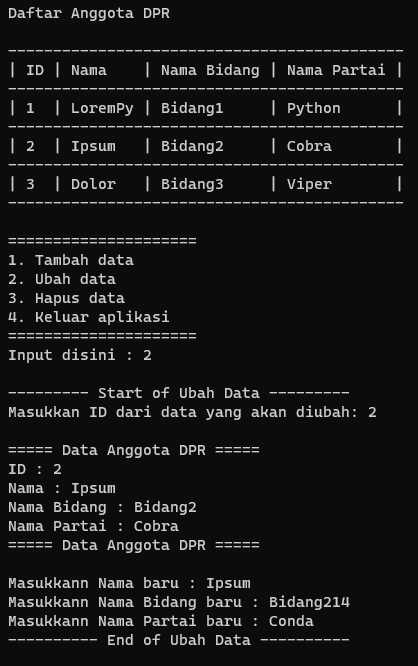 Daftar Anggota DPR
--------------------------------------------
| ID | Nama    | Nama Bidang | Nama Partai |
--------------------------------------------
| 1  | LoremPy | Bidang1     | Python      |
--------------------------------------------
| 2  | Ipsum   | Bidang2     | Cobra       |
--------------------------------------------
| 3  | Dolor   | Bidang3     | Viper       |
--------------------------------------------
=====================
1. Tambah data
2. Ubah data
3. Hapus data
4. Keluar aplikasi
=====================
Input disini : 2
--------- Start of Ubah Data ---------
Masukkan ID dari data yang akan diubah: 2
===== Data Anggota DPR =====
ID : 2
Nama : Ipsum
Nama Bidang : Bidang2
Nama Partai : Cobra
===== Data Anggota DPR =====
Masukkann Nama baru : Ipsum
Masukkann Nama Bidang baru : Bidang214
Masukkann Nama Partai baru : Conda
---------- End of Ubah Data ----------